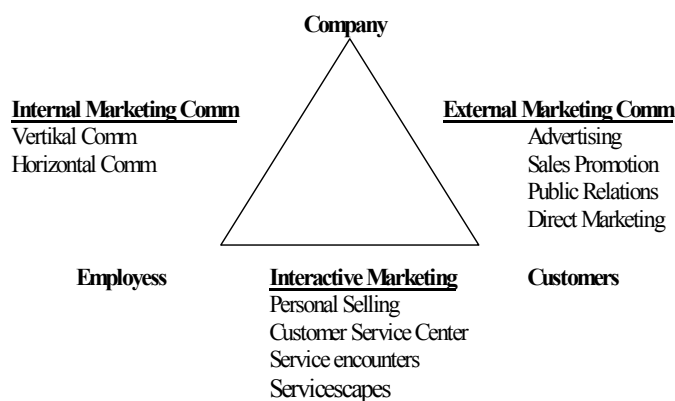 Company
Internal Marketing Comm
Vertikal Comm
Horizontal Comm
External Marketing Comm
Advertising
Sales Promotion
Public Relations
Direct Marketing
Employess
Interactive Marketing
Personal Selling
Customer Service Center
Service encounters
Servicescapes
Customers